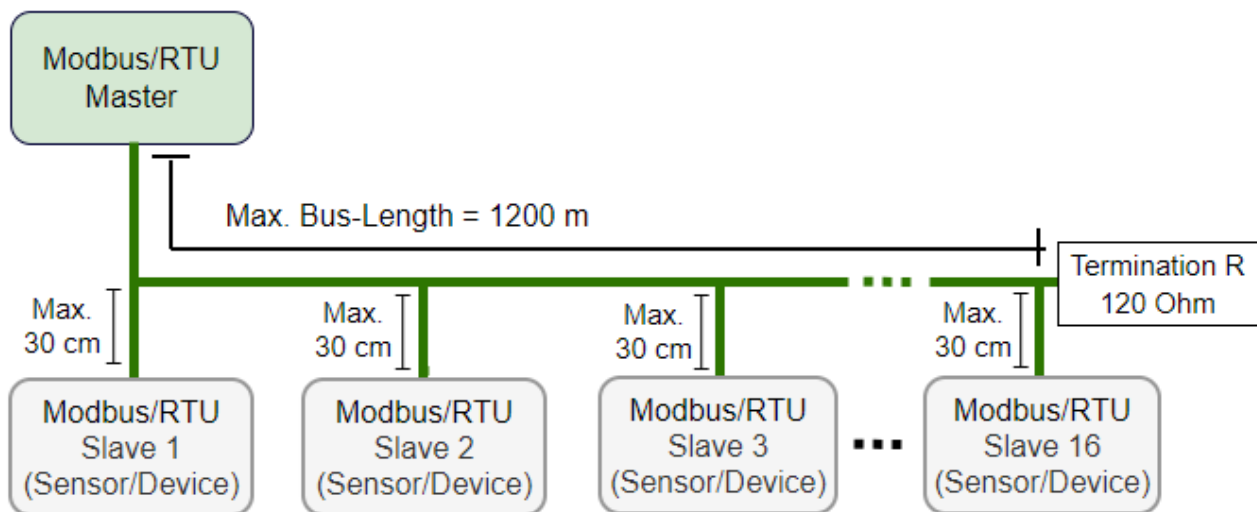 Modbus/RTU
Master
Max. Bus-Length = 1200 m
Termination R
120 Ohm
Max.
30 cm
Max.
30 cm
Max.
30 cm
Max.
30 cm
Modbus/RTU
Slave 1
(Sensor/Device)
Modbus/RTU
Slave 2
(Sensor/Device)
Modbus/RTU
Slave 3
(Sensor/Device)
Modbus/RTU
Slave 16
(Sensor/Device)